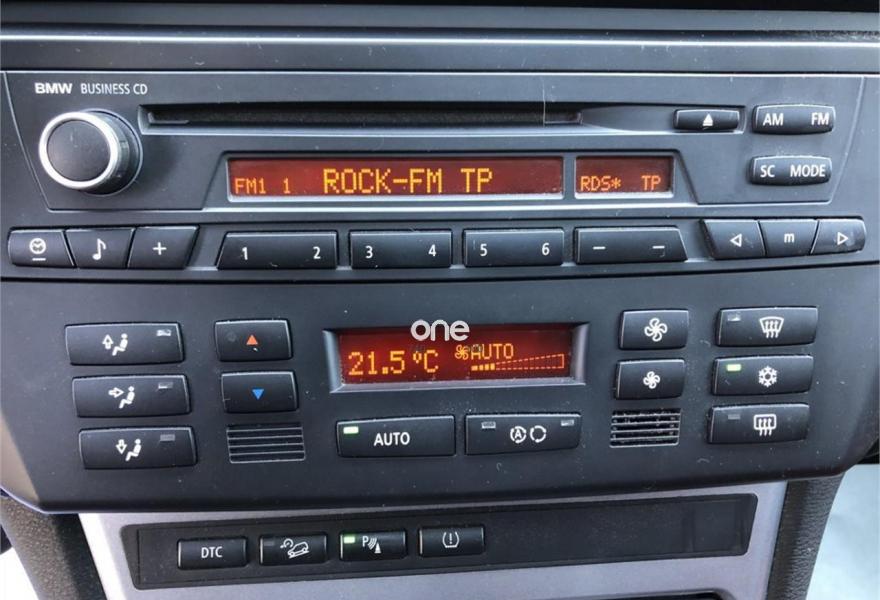 BMW BUSINESS CD
AM FM
FM1 1 ROCK-FM TP RDS* TP
SC MODE
1 2 3 4 5 6 m
one
21.5°C AUTO
AUTO
A
DTC P